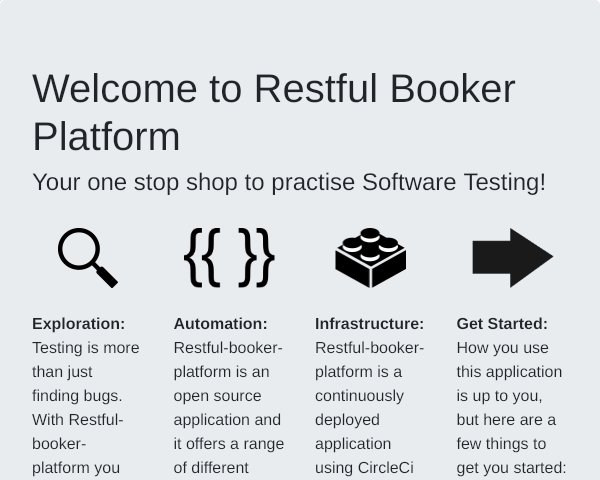 Welcome to Restful Booker
Platform
Your one stop shop to practise Software Testing!
{{ }}
Exploration:
Testing is more
than just
finding bugs.
With Restful-
booker-
platform you
Automation:
Restful-booker-
platform is an
open source
application and
it offers a range
of different
Infrastructure:
Restful-booker-
platform is a
continuously
deployed
application
using CircleCi
Get Started:
How you use
this application
is up to you,
but here are a
few things to
get you started: